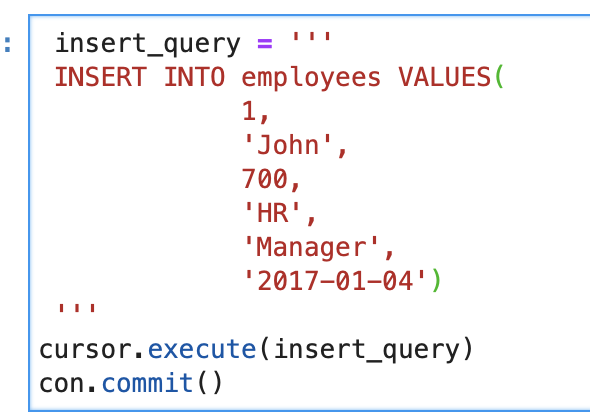 :
insert_query = '''
INSERT INTO employees VALUES(
1,
'John',
700,
'HR',
'Manager',
'2017-01-04')
'''
cursor.execute(insert_query)
con.commit()